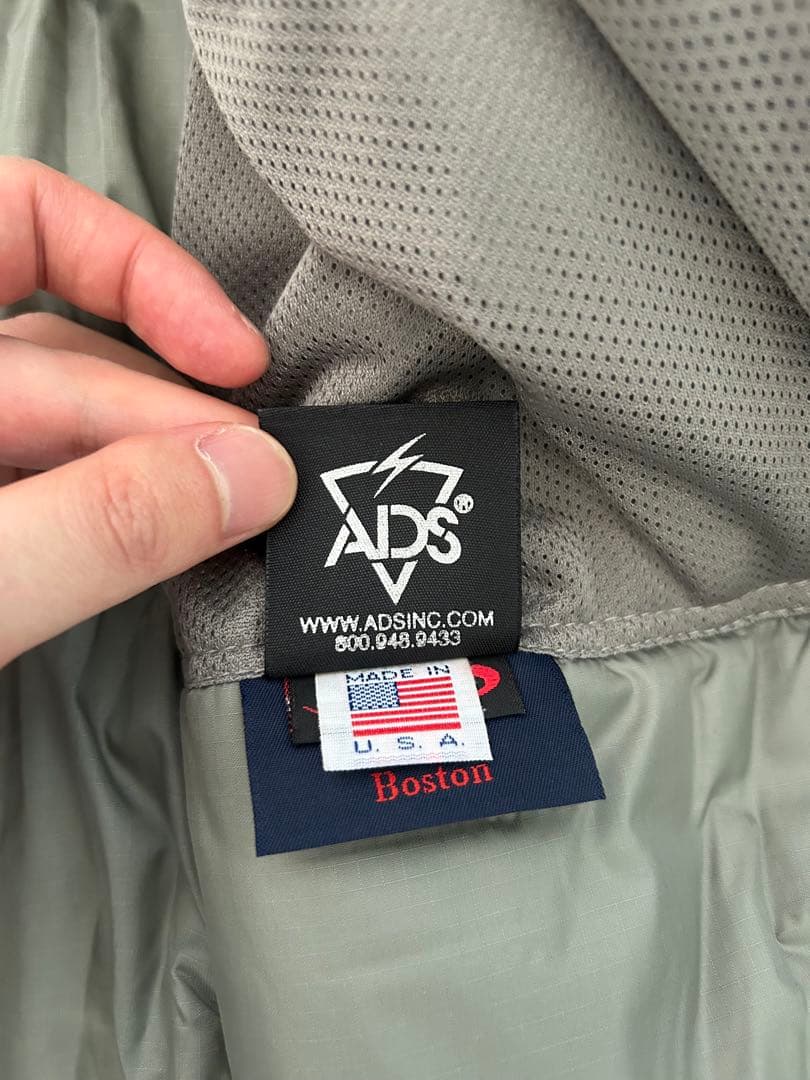 ADS®
WWW.ADSINC.COM
800.948.9433
MADE IN
U. S. A.
Boston